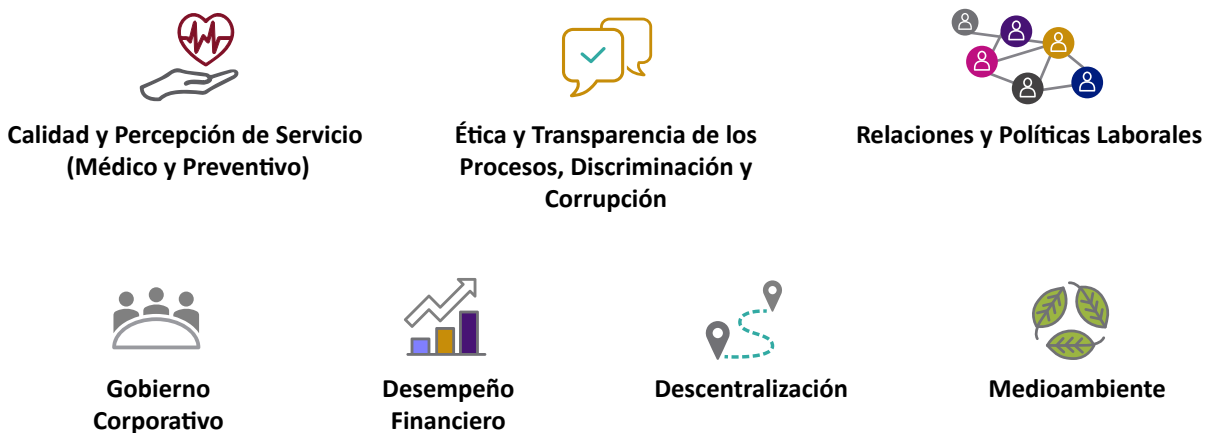 Calidad y Percepción de Servicio
(Médico y Preventivo)
Ética y Transparencia de los
Procesos, Discriminación y
Corrupción
Relaciones y Políticas Laborales
Gobierno
Corporativo
Desempeño
Financiero
Descentralización
Medioambiente